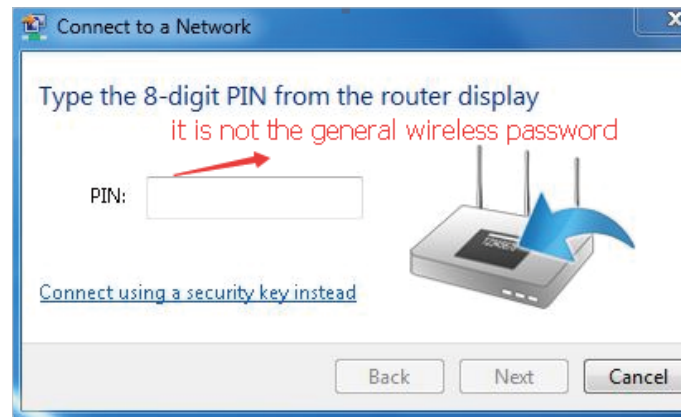 Connect to a Network
X
Type the 8-digit PIN from the router display
it is not the general wireless password
PIN:
12345670
Connect using a security key instead
Back Next Cancel